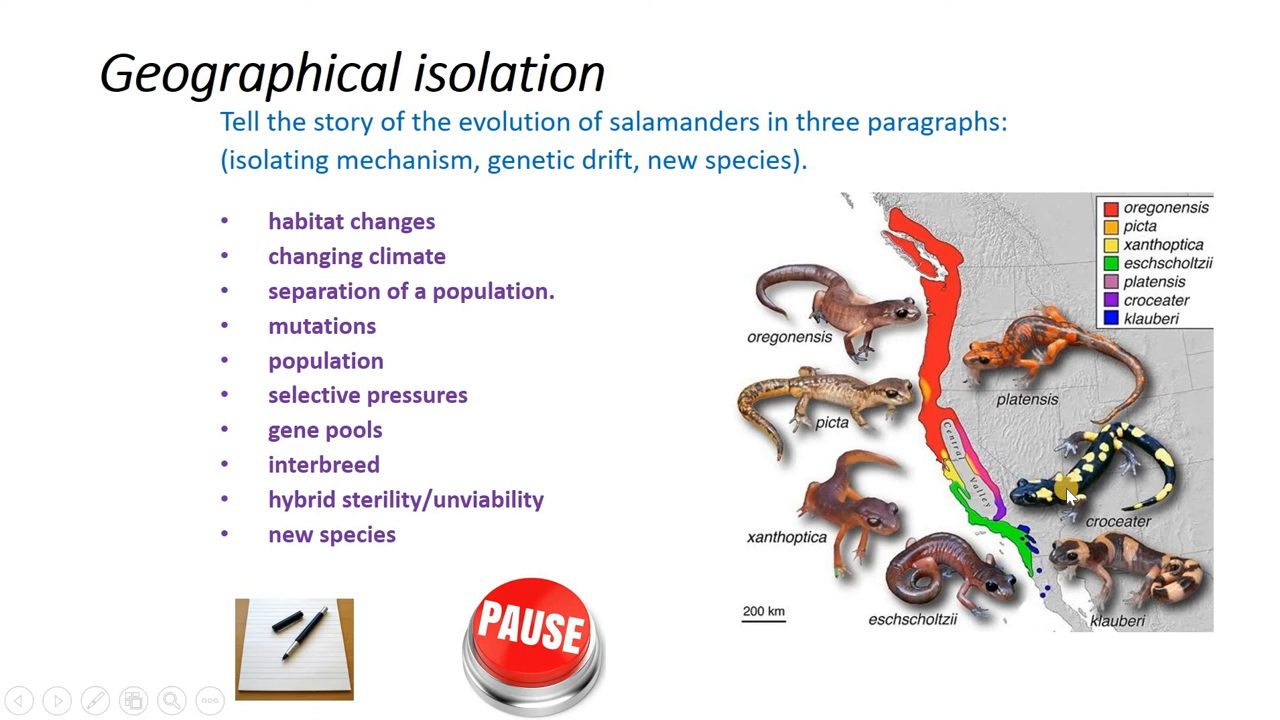 Geographical isolation
Tell the story of the evolution of salamanders in three paragraphs:
(isolating mechanism, genetic drift, new species).
• habitat changes
• changing climate
• separation of a population.
• mutations
• population
• selective pressures
• gene pools
• interbreed
• hybrid sterility/unviability
• new species
PAUSE
oregonensis
picta
xanthoptica
eschscholtzii
platensis
croceater
klauberi
oregonensis
platensis
picta
Central
Valley
croceater
xanthoptica
200 km
eschscholtzii
klauberi